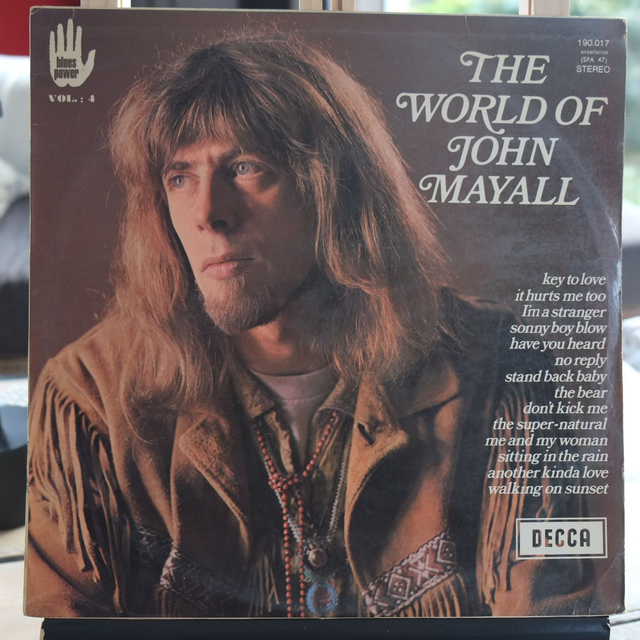 blues
power
VOL.: 4
190.017
excellence
(SPA 47)
STEREO
THE
WORLD OF
JOHN
MAYALL
key to love
it hurts me too
I'm a stranger
sonny boy blow
have you heard
no reply
stand back baby
the bear
don't kick me
the super-natural
me and my woman
sitting in the rain
another kinda love
walking on sunset
DECCA